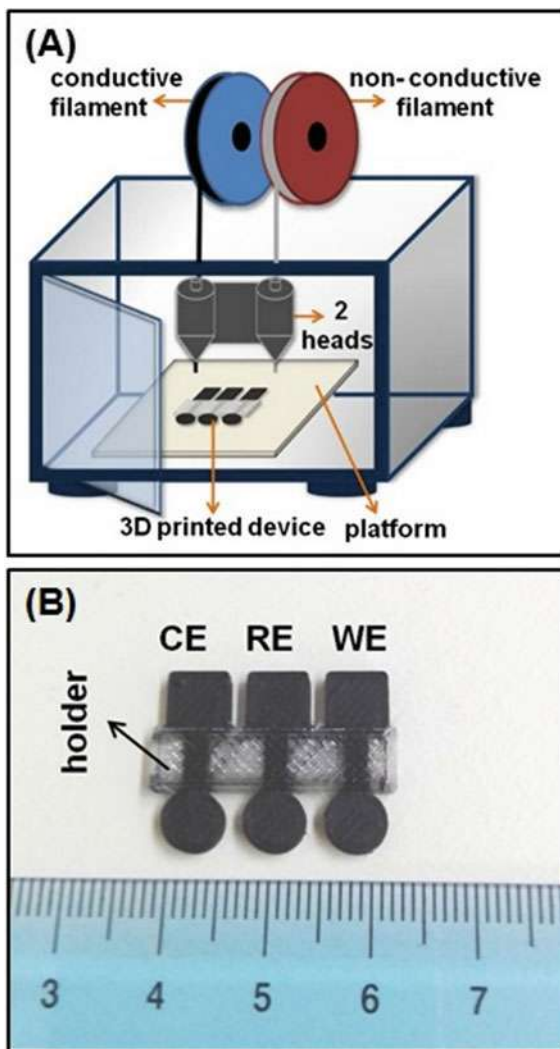 (A)
conductive
filament
non-conductive
filament
2
heads
3D printed device
platform
(B)
CE RE WE
holder
3 4 5 6 7